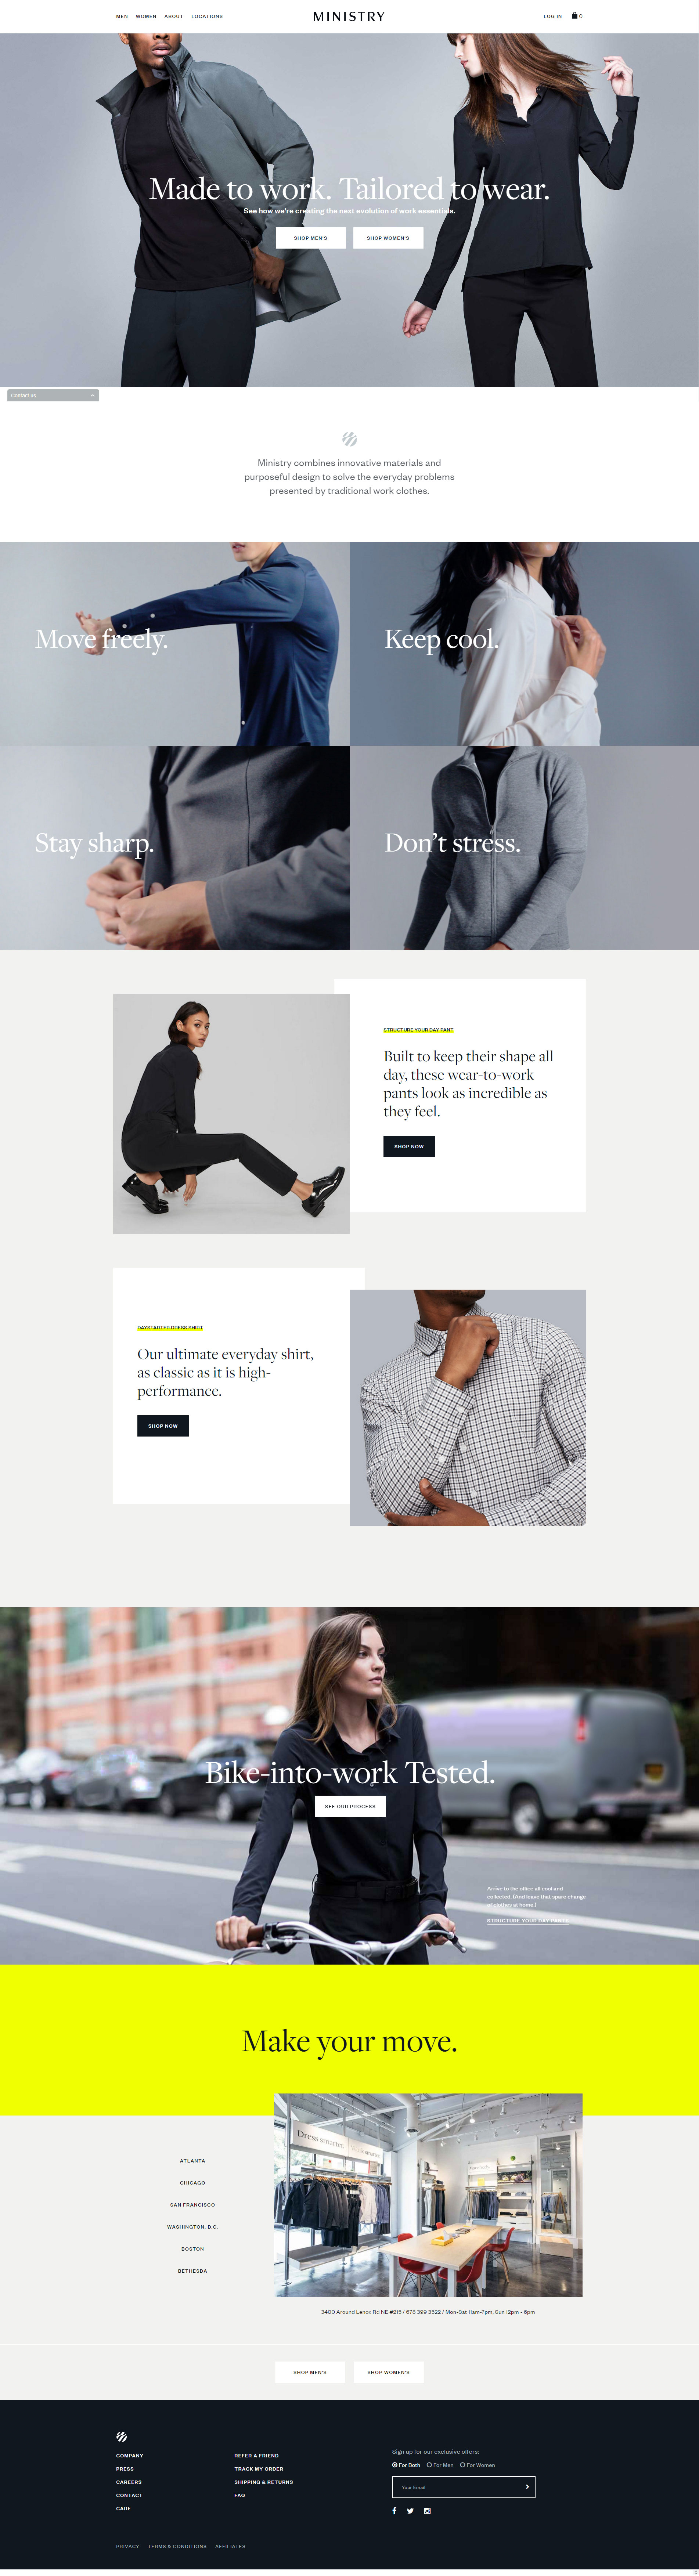 MEN WOMEN ABOUT LOCATIONS
MINISTRY
LOG IN 0
Made to work. Tailored to wear.
See how we're creating the next evolution of work essentials.
SHOP MEN'S
SHOP WOMEN'S
Contact us
Ministry combines innovative materials and
purposeful design to solve the everyday problems
presented by traditional work clothes.
Move freely.
Keep cool.
Stay sharp.
Don't stress.
STRUCTURE YOUR DAY PANT
Built to keep their shape all
day, these wear-to-work
pants look as incredible as
they feel.
SHOP NOW
DAYSTARTER DRESS SHIRT
Our ultimate everyday shirt,
as classic as it is high-
performance.
SHOP NOW
Bike-into-work Tested.
SEE OUR PROCESS
Arrive to the office all cool and
collected. (And leave that spare change
of clothes at home.)
STRUCTURE YOUR DAY PANTS
Make your move.
ATLANTA
CHICAGO
SAN FRANCISCO
WASHINGTON, D.C.
BOSTON
BETHESDA
Dress smarter.
3400 Around Lenox Rd NE #215 / 678 399 3522 / Mon-Sat 11am-7pm, Sun 12pm - 6pm
SHOP MEN'S
SHOP WOMEN'S
COMPANY
PRESS
CAREERS
CONTACT
CARE
REFER A FRIEND
TRACK MY ORDER
SHIPPING & RETURNS
FAQ
Sign up for our exclusive offers:
For Both For Men For Women
Your Email
PRIVACY TERMS & CONDITIONS AFFILIATES